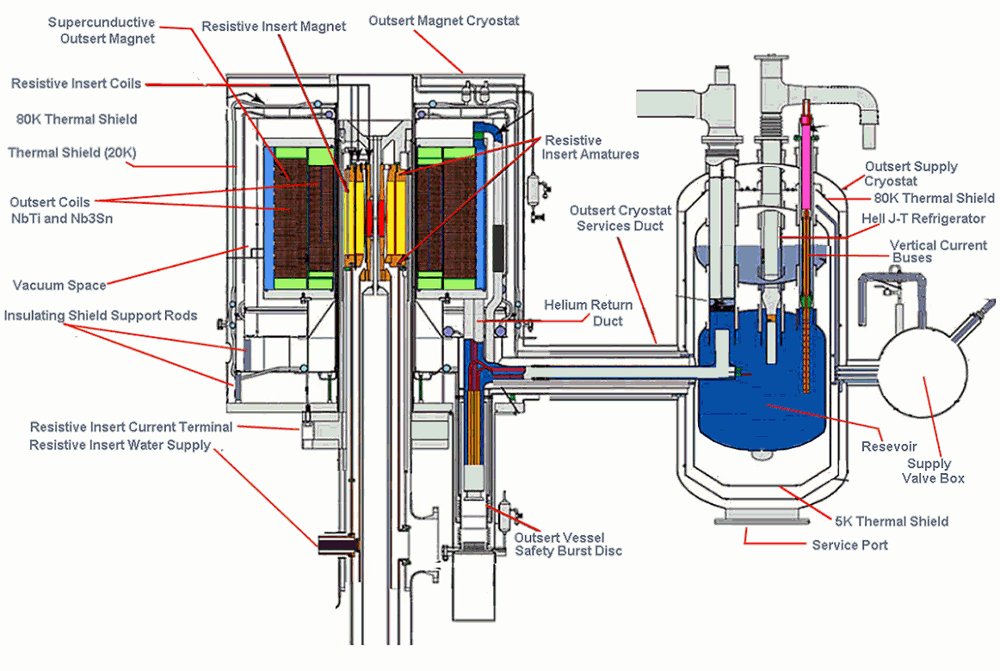 Supercunductive
Outsert Magnet
Resistive Insert Magnet
Outsert Magnet Cryostat
Resistive Insert Coils
80K Thermal Shield
Thermal Shield (20K)
Outsert Coils
NbTi and Nb3Sn
Vacuum Space
Insulating Shield Support Rods
Resistive Insert Current Terminal
Resistive Insert Water Supply
Resistive
Insert Amatures
Outsert Cryostat
Services Duct
Helium Return
Duct
Outsert Vessel
Safety Burst Disc
Outsert Supply
Cryostat
80K Thermal Shield
Hell J-T Refrigerator
Vertical Current
Buses
Resevoir
Supply
Valve Box
5K Thermal Shield
Service Port